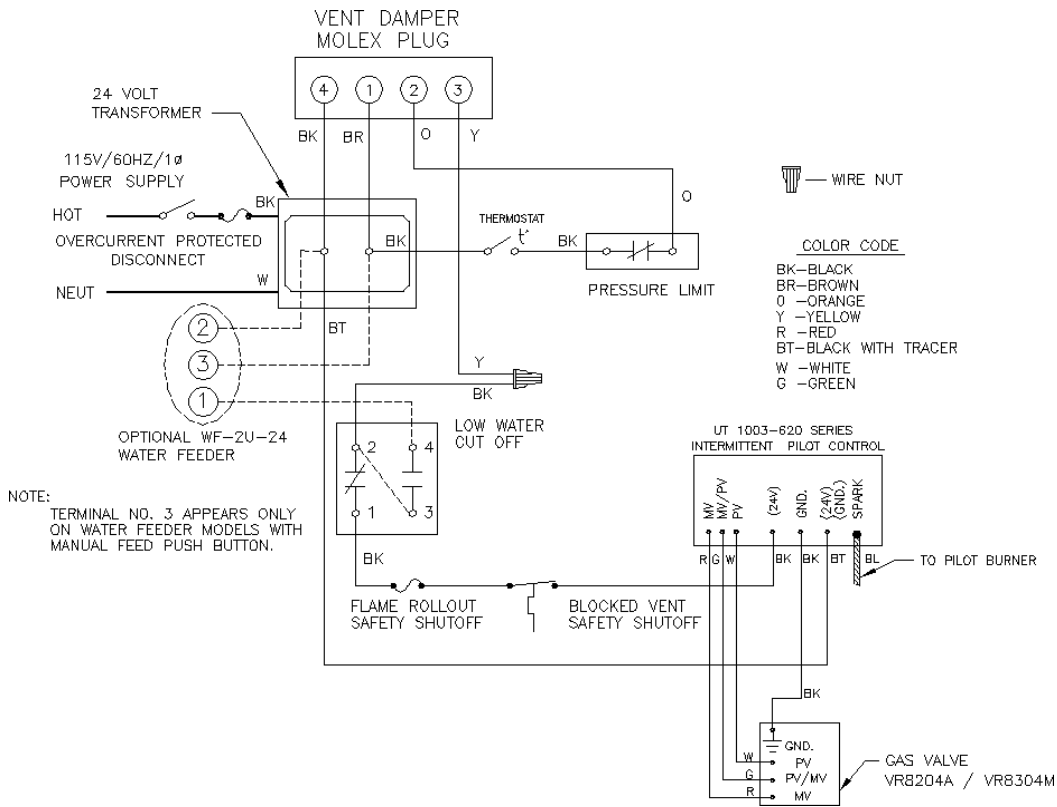 VENT DAMPER
MOLEX PLUG
4 1 2 3
24 VOLT
TRANSFORMER
BK BR O Y
115V/60HZ/1ø
POWER SUPPLY
BK
HOT
OVERCURRENT PROTECTED
DISCONNECT
W
NEUT
BK
THERMOSTAT
t°
BK
O
PRESSURE LIMIT
WIRE NUT
COLOR CODE
BK-BLACK
BR-BROWN
O -ORANGE
Y -YELLOW
R -RED
BT-BLACK WITH TRACER
W -WHITE
G -GREEN
BT
2
3
1
OPTIONAL WF-2U-24
WATER FEEDER
Y
BK
LOW WATER
CUT OFF
2 4
1 3
BK
NOTE:
TERMINAL NO. 3 APPEARS ONLY
ON WATER FEEDER MODELS WITH
MANUAL FEED PUSH BUTTON.
FLAME ROLLOUT
SAFETY SHUTOFF
BLOCKED VENT
SAFETY SHUTOFF
UT 1003-620 SERIES
INTERMITTENT PILOT CONTROL
MV
MV/PV
PV
(24V)
GND.
(24V)
(GND.)
SPARK
R G W BK BK BT BL
TO PILOT BURNER
BK
GND.
W PV
G PV/MV
R MV
GAS VALVE
VR8204A / VR8304M